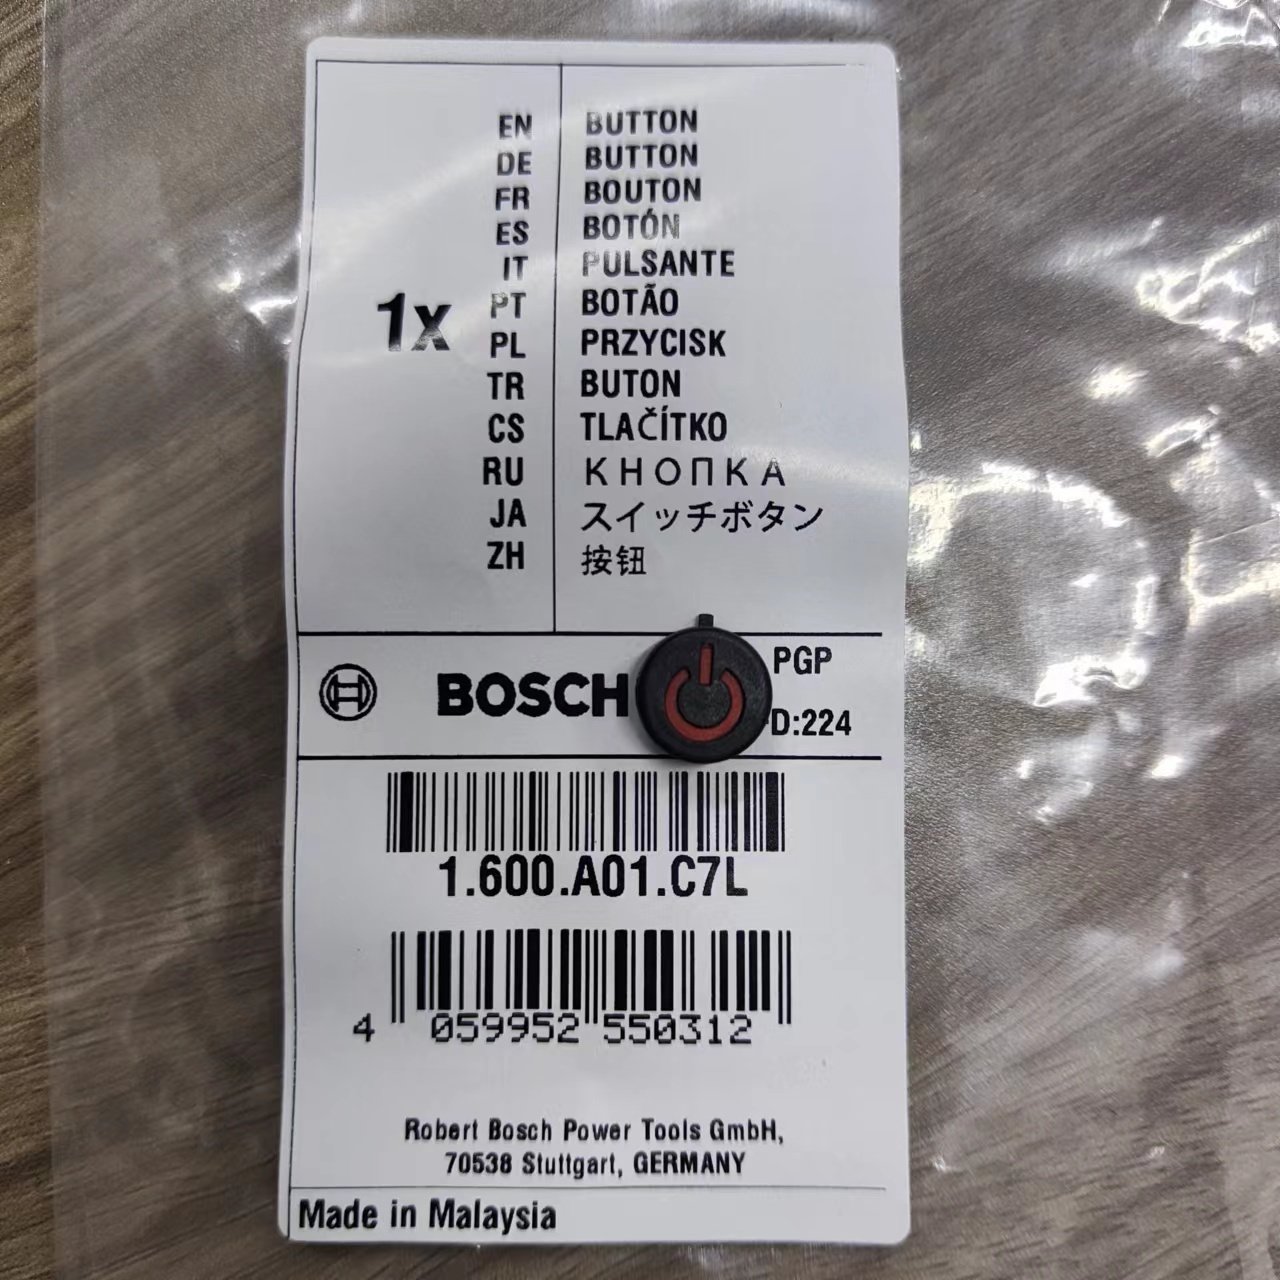 EN BUTTON
DE BUTTON
FR BOUTON
ES BOTÓN
IT PULSANTE
1x PT BOTÃO
PL PRZYCISK
TR BUTON
CS TLAČÍTKO
RU КНОПКА
JA スイッチボタン
ZH 按钮
BOSCH PGP
D:224
1.600.A01.C7L
4 059952 550312
Robert Bosch Power Tools GmbH,
70538 Stuttgart, GERMANY
Made in Malaysia